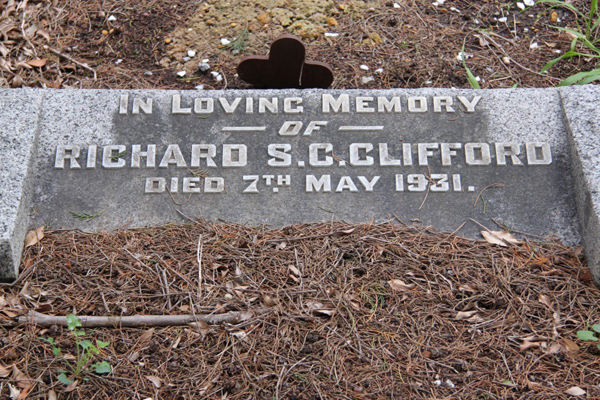 IN LOVING MEMORY
OF
RICHARD S.C. CLIFFORD
DIED 7TH MAY 1931.